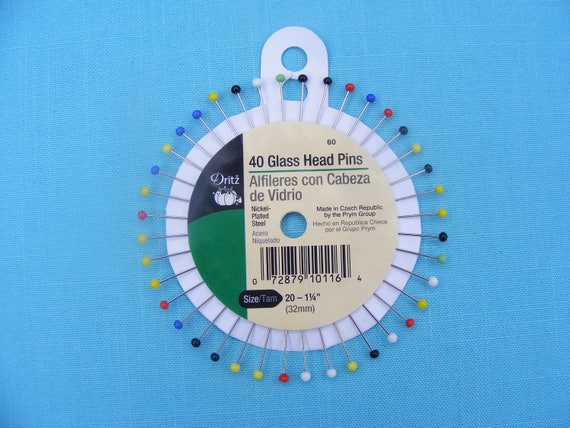 60
40 Glass Head Pins
Dritz
Alfileres con Cabeza
de Vidrio
Nickel-
Plated
Steel
Acero
Niquelado
Made in Czech Republic
by the Prym Group
Hecho en Republica Checa
por el Grupo Prym
0 72879 10116 4
Size/Tam 20 – 1¼"
(32mm)